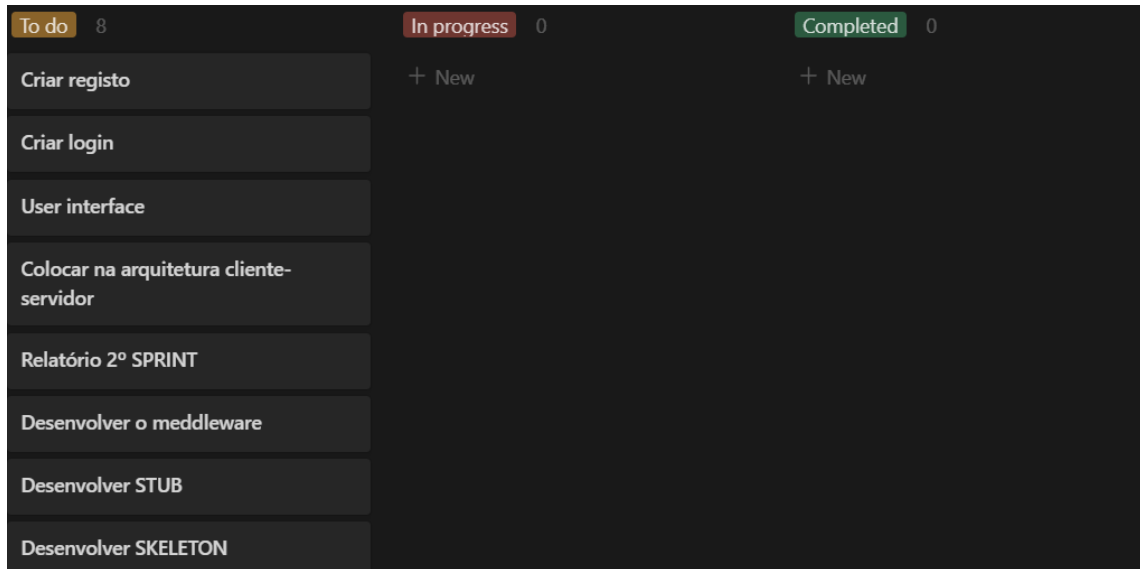 To do 8
Criar registo
Criar login
User interface
Colocar na arquitetura cliente-
servidor
Relatório 2º SPRINT
Desenvolver o meddleware
Desenvolver STUB
Desenvolver SKELETON
In progress 0
+ New
Completed 0
+ New